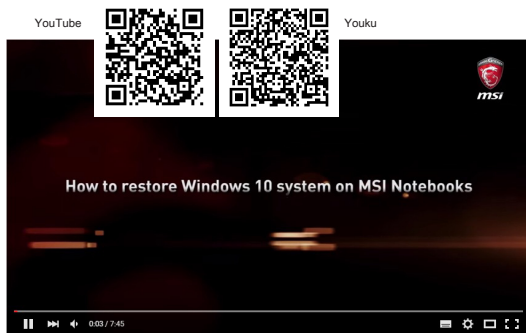 YouTube
Youku
msi
How to restore Windows 10 system on MSI Notebooks
0:03 / 7:45